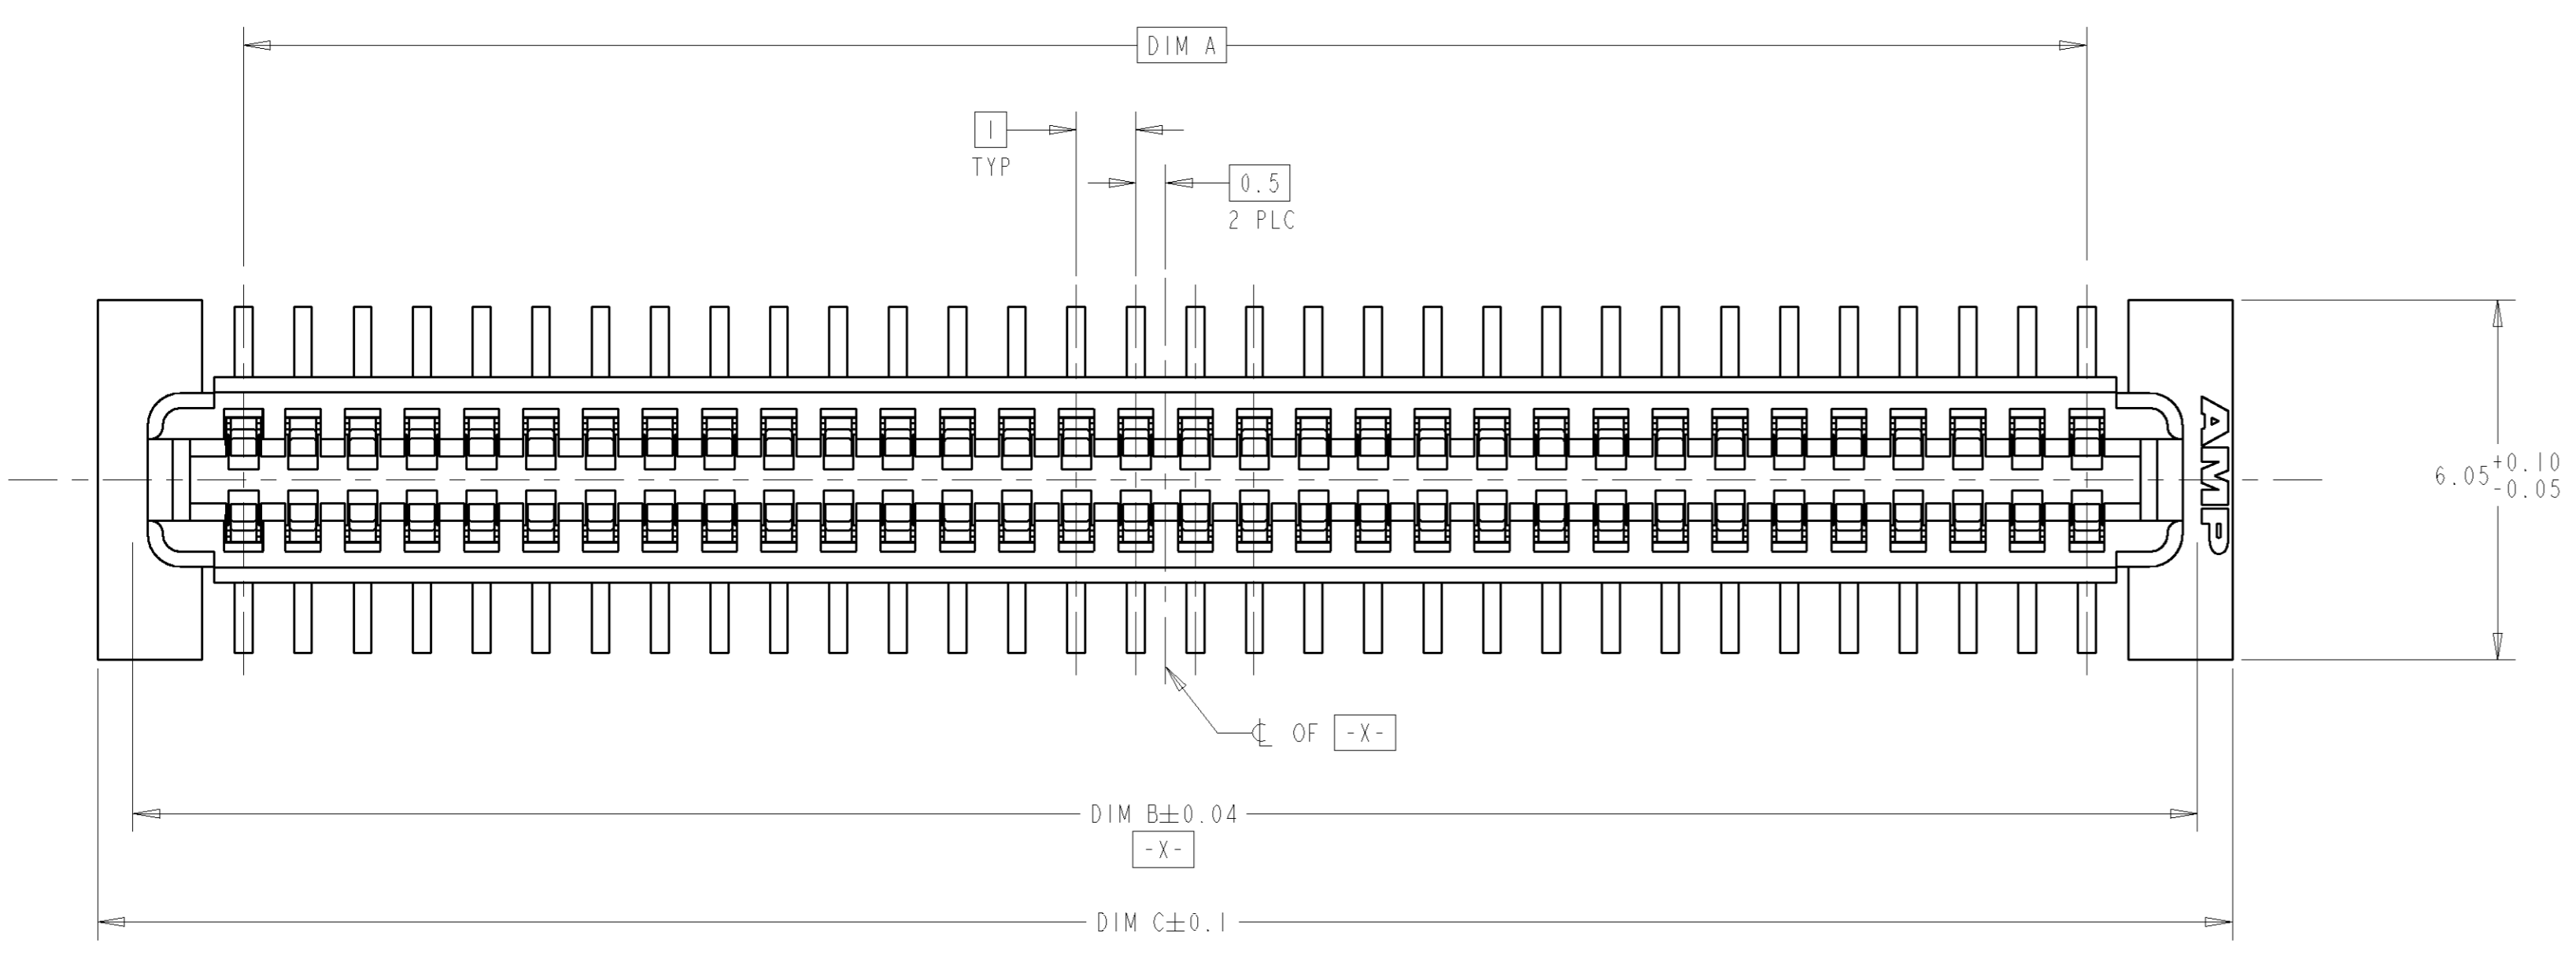 DIM A
1
TYP
0.5
2 PLC
AMP
6.05 +0.10
-0.05
℄ OF -X-
DIM B±0.04
-X-
DIM C±0.1